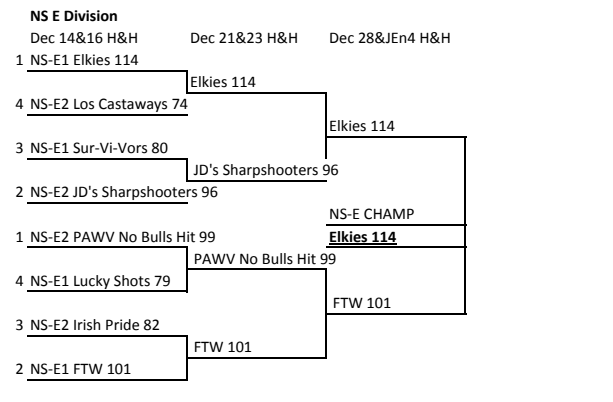 NS E Division
Dec 14&16 H&H Dec 21&23 H&H Dec 28&JEn4 H&H
1 NS-E1 Elkies 114
Elkies 114
4 NS-E2 Los Castaways 74
Elkies 114
3 NS-E1 Sur-Vi-Vors 80
JD's Sharpshooters 96
2 NS-E2 JD's Sharpshooters 96
NS-E CHAMP
1 NS-E2 PAWV No Bulls Hit 99
Elkies 114
PAWV No Bulls Hit 99
4 NS-E1 Lucky Shots 79
FTW 101
3 NS-E2 Irish Pride 82
FTW 101
2 NS-E1 FTW 101